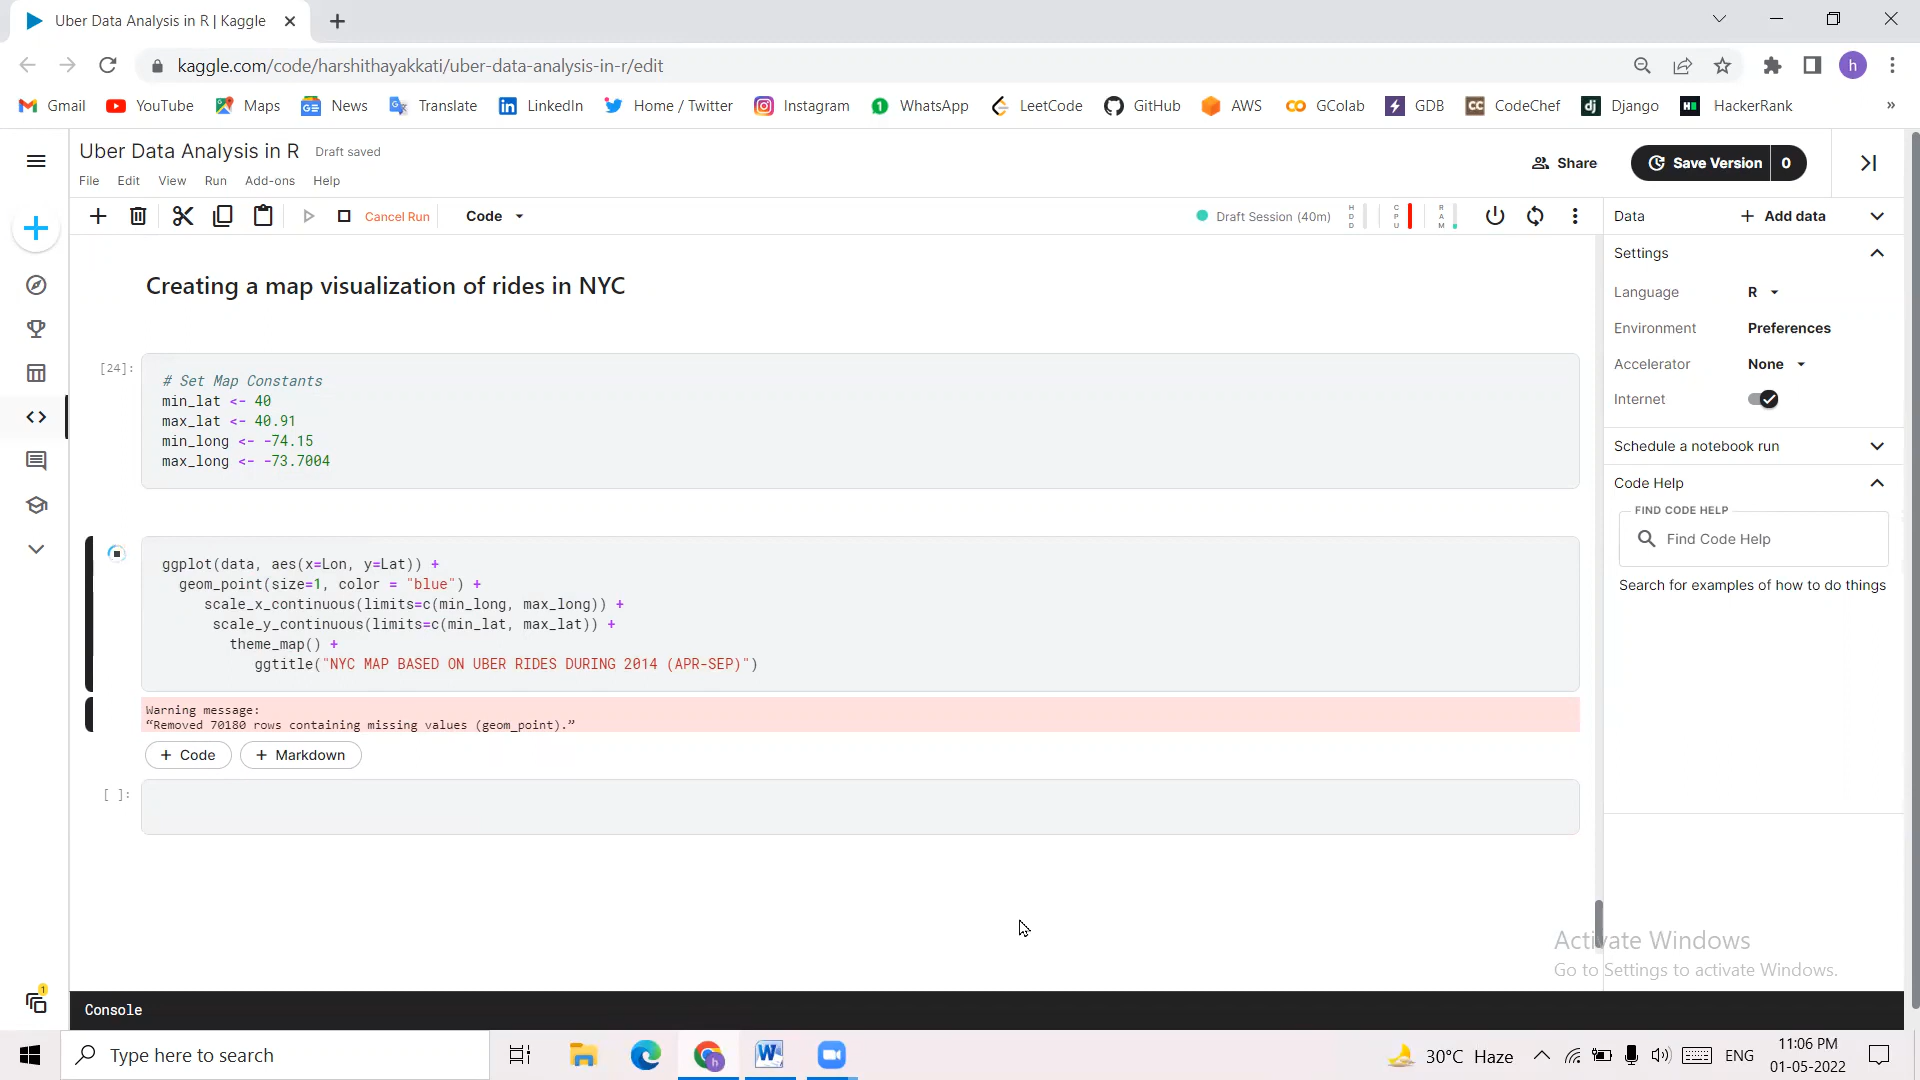 Uber Data Analysis in R | Kaggle
kaggle.com/code/harshithayakkati/uber-data-analysis-in-r/edit
h
Gmail YouTube Maps News Translate LinkedIn Home / Twitter Instagram WhatsApp LeetCode GitHub AWS GColab GDB CodeChef Django HackerRank »
Uber Data Analysis in R Draft saved
File Edit View Run Add-ons Help
Share
Save Version 0
Cancel Run Code
Draft Session (40m) HDD CPU RAM
Data + Add data
Settings
Language R
Environment Preferences
Accelerator None
Internet
Schedule a notebook run
Code Help
FIND CODE HELP
Find Code Help
Search for examples of how to do things
Creating a map visualization of rides in NYC
[24]:
# Set Map Constants
min_lat <- 40
max_lat <- 40.91
min_long <- -74.15
max_long <- -73.7004
ggplot(data, aes(x=Lon, y=Lat)) +
geom_point(size=1, color = "blue") +
scale_x_continuous(limits=c(min_long, max_long)) +
scale_y_continuous(limits=c(min_lat, max_lat)) +
theme_map() +
ggtitle("NYC MAP BASED ON UBER RIDES DURING 2014 (APR-SEP)")
Warning message:
“Removed 70180 rows containing missing values (geom_point).”
+ Code + Markdown
[ ]:
Activate Windows
Go to Settings to activate Windows.
1
Console
Type here to search
30°C Haze
ENG
11:06 PM
01-05-2022